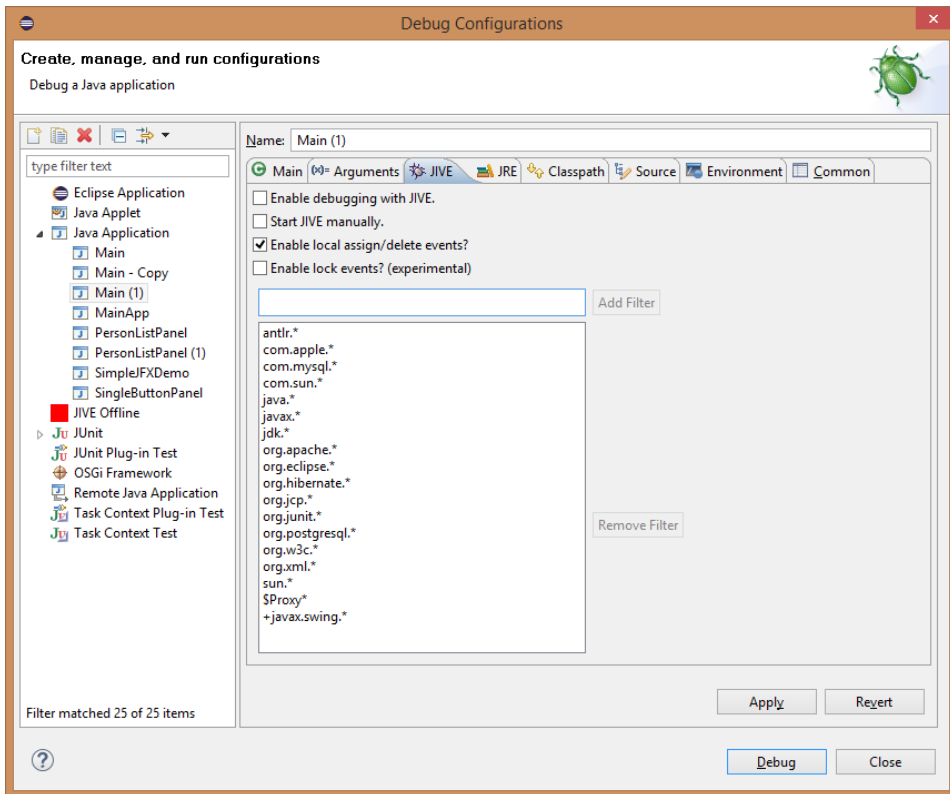 Debug Configurations
Create, manage, and run configurations
Debug a Java application
type filter text
Eclipse Application
Java Applet
Java Application
Main
Main - Copy
Main (1)
MainApp
PersonListPanel
PersonListPanel (1)
SimpleJFXDemo
SingleButtonPanel
JIVE Offline
JUnit
JUnit Plug-in Test
OSGi Framework
Remote Java Application
Task Context Plug-in Test
Task Context Test
Filter matched 25 of 25 items
Name: Main (1)
Main (x)= Arguments JIVE JRE Classpath Source Environment Common
Enable debugging with JIVE.
Start JIVE manually.
Enable local assign/delete events?
Enable lock events? (experimental)
Add Filter
antlr.*
com.apple.*
com.mysql.*
com.sun.*
java.*
javax.*
jdk.*
org.apache.*
org.eclipse.*
org.hibernate.*
org.jcp.*
org.junit.*
org.postgresql.*
org.w3c.*
org.xml.*
sun.*
$Proxy*
+javax.swing.*
Remove Filter
Apply Revert
Debug Close